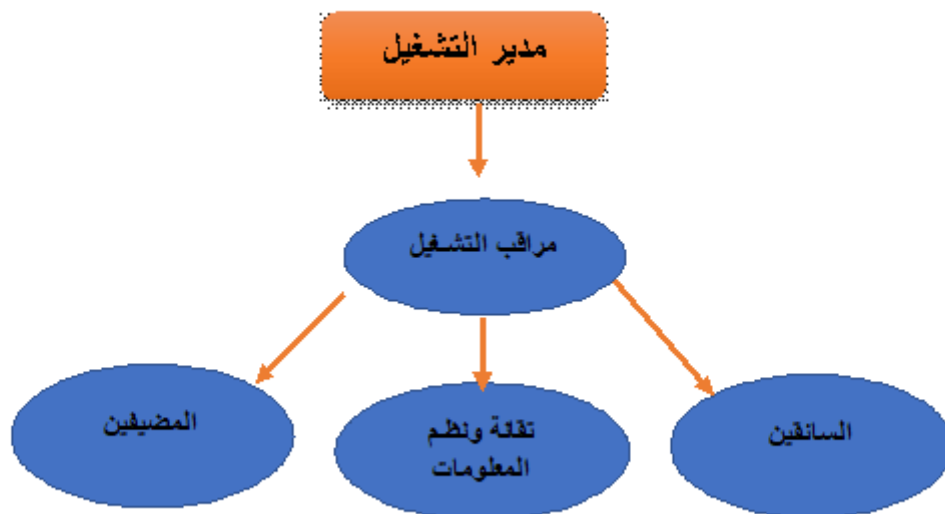 مدير التشغيل
مراقب التشغيل
السائقين
تقانة ونظم
المعلومات
المضيفين